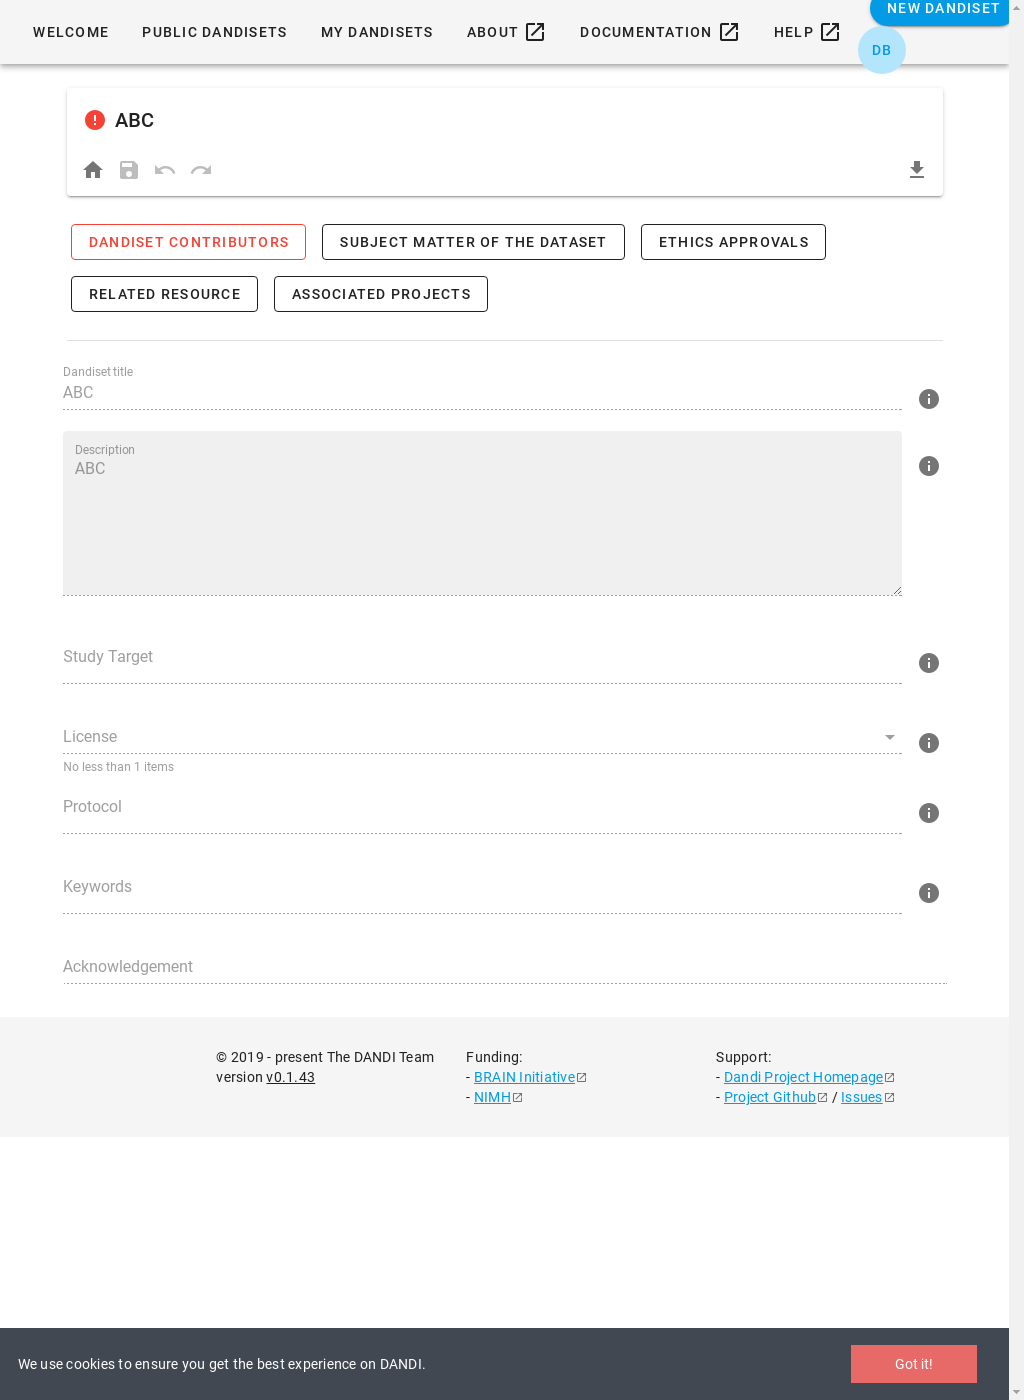 WELCOME PUBLIC DANDISETS MY DANDISETS ABOUT DOCUMENTATION HELP NEW DANDISET
DB
ABC
DANDISET CONTRIBUTORS SUBJECT MATTER OF THE DATASET ETHICS APPROVALS
RELATED RESOURCE ASSOCIATED PROJECTS
Dandiset title
ABC
Description
ABC
Study Target
License
No less than 1 items
Protocol
Keywords
Acknowledgement
© 2019 - present The DANDI Team
version v0.1.43
Funding:
- BRAIN Initiative
- NIMH
Support:
- Dandi Project Homepage
- Project Github / Issues
We use cookies to ensure you get the best experience on DANDI.
Got it!